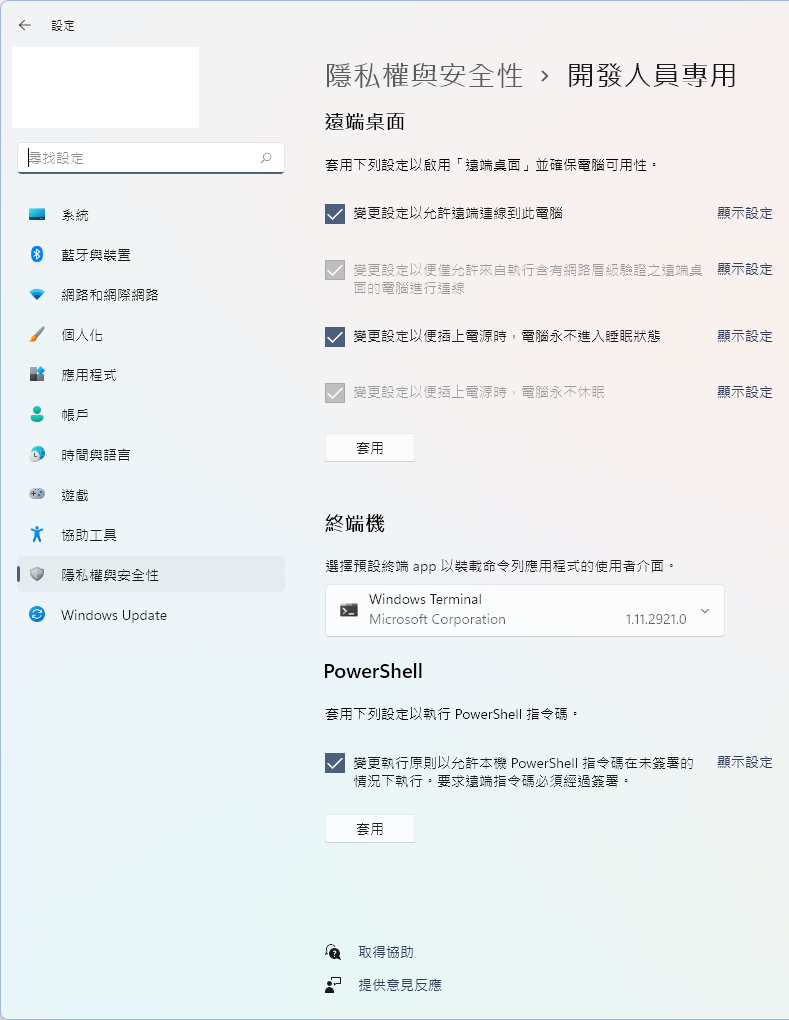 設定
尋找設定
系統
藍牙與裝置
網路和網際網路
個人化
應用程式
帳戶
時間與語言
遊戲
協助工具
隱私權與安全性
Windows Update
隱私權與安全性 › 開發人員專用
遠端桌面
套用下列設定以啟用「遠端桌面」並確保電腦可用性。
變更設定以允許遠端連線到此電腦
顯示設定
變更設定以便僅允許來自執行含有網路層級驗證之遠端桌
面的電腦進行連線
顯示設定
變更設定以便插上電源時，電腦永不進入睡眠狀態
顯示設定
變更設定以便插上電源時，電腦永不休眠
顯示設定
套用
終端機
選擇預設終端 app 以裝載命令列應用程式的使用者介面。
Windows Terminal
Microsoft Corporation
1.11.2921.0
PowerShell
套用下列設定以執行 PowerShell 指令碼。
變更執行原則以允許本機 PowerShell 指令碼在未簽署的
情況下執行。要求遠端指令碼必須經過簽署。
顯示設定
套用
取得協助
提供意見反應